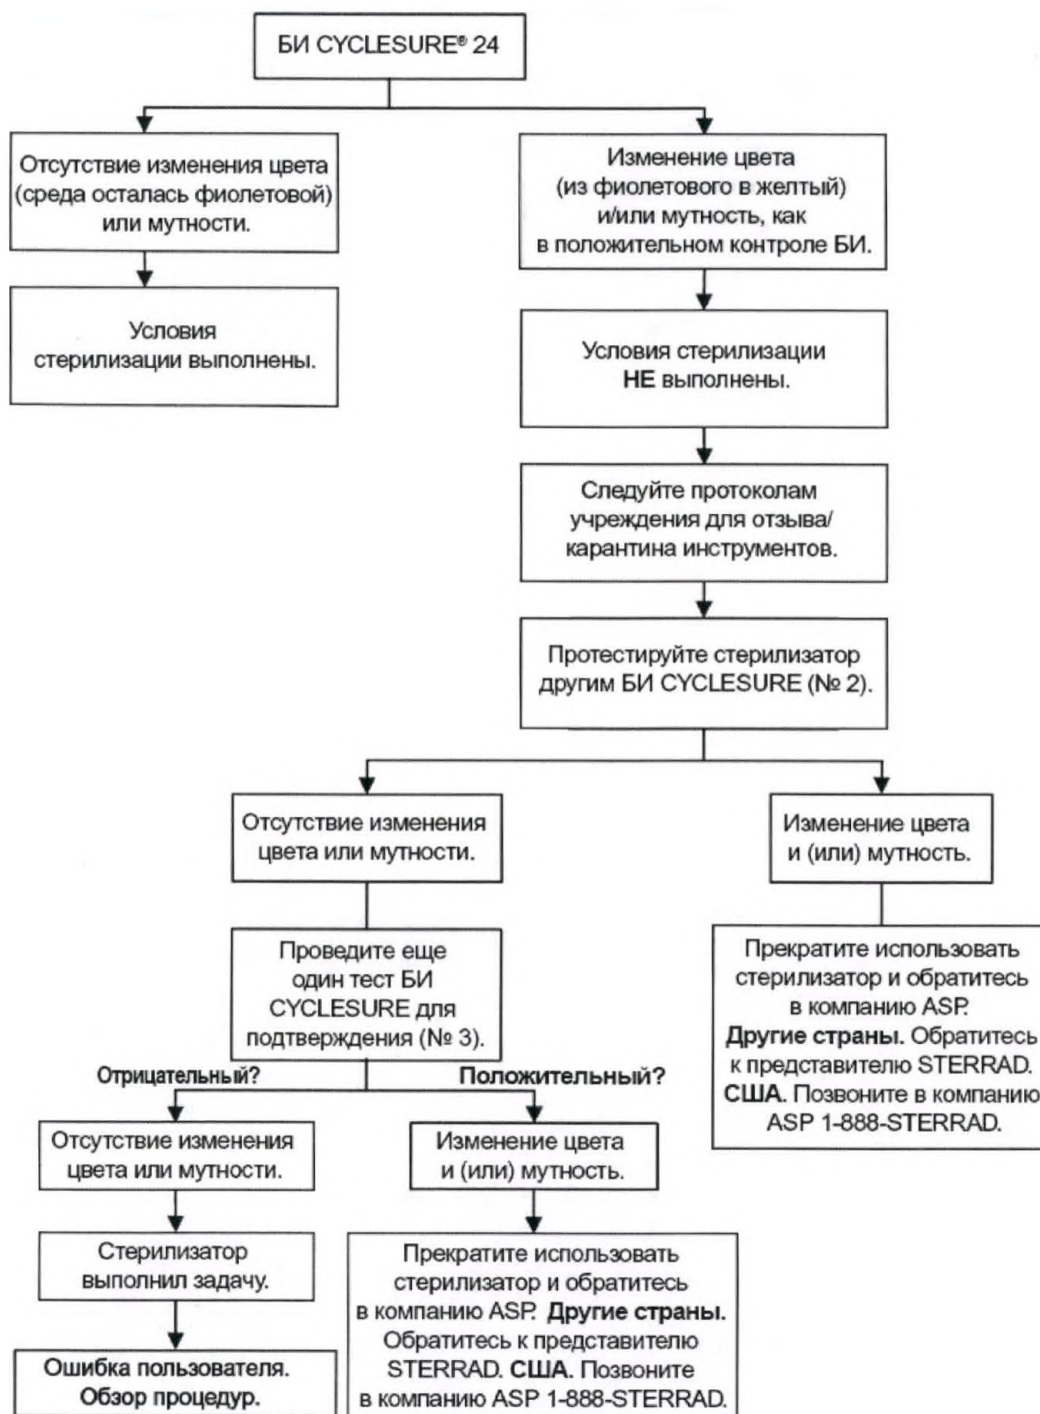 БИ CYCLESURE® 24
Отсутствие изменения цвета
(среда осталась фиолетовой)
или мутности.
Условия
стерилизации выполнены.
Изменение цвета
(из фиолетового в желтый)
и/или мутность, как
в положительном контроле БИ.
Условия стерилизации
НЕ выполнены.
Следуйте протоколам
учреждения для отзыва/
карантина инструментов.
Протестируйте стерилизатор
другим БИ CYCLESURE (№ 2).
Отсутствие изменения
цвета или мутности.
Проведите еще
один тест БИ
CYCLESURE для
подтверждения (№ 3).
Изменение цвета
и (или) мутность.
Прекратите использовать
стерилизатор и обратитесь
в компанию ASP.
Другие страны. Обратитесь
к представителю STERRAD.
США. Позвоните в компанию
ASP 1-888-STERRAD.
Отрицательный?
Отсутствие изменения
цвета или мутности.
Стерилизатор
выполнил задачу.
Ошибка пользователя.
Обзор процедур.
Положительный?
Изменение цвета
и (или) мутность.
Прекратите использовать
стерилизатор и обратитесь
в компанию ASP. Другие страны.
Обратитесь к представителю
STERRAD. США. Позвоните
в компанию ASP 1-888-STERRAD.